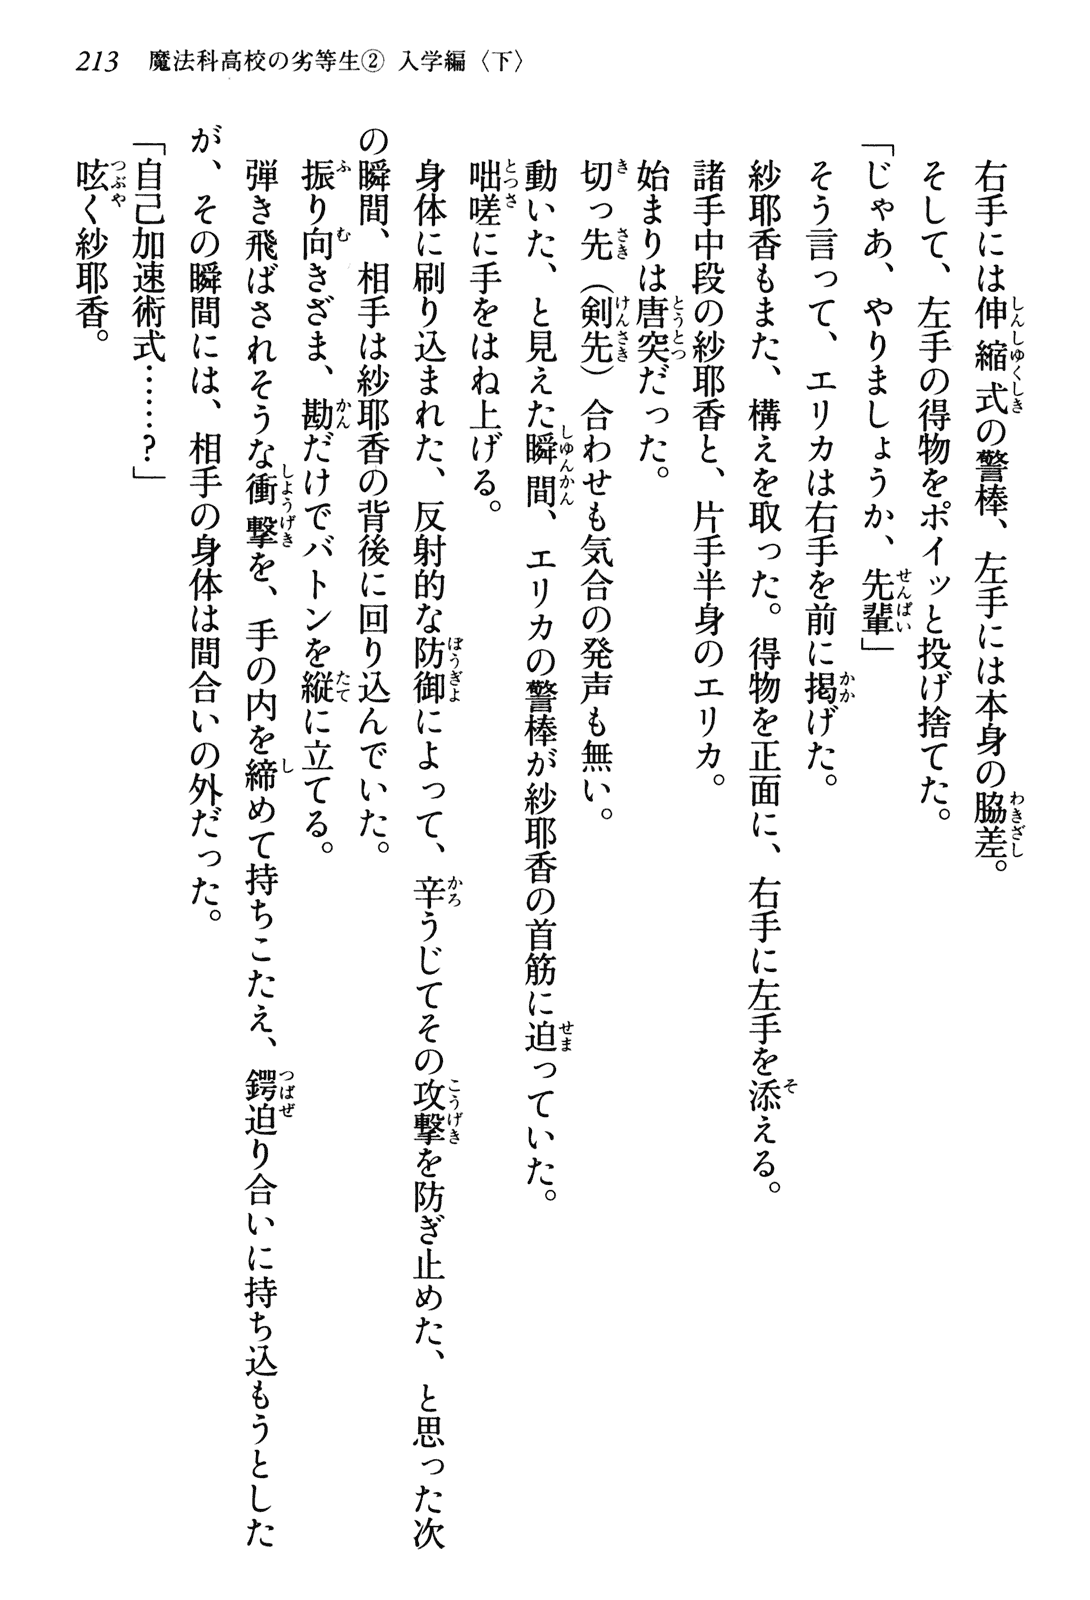 213 魔法科高校の劣等生② 入学編〈下〉
右手には伸縮式の警棒、左手には本身の脇差。
そして、左手の得物をポイッと投げ捨てた。
「じゃあ、やりましょうか、先輩」
そう言って、エリカは右手を前に掲げた。
紗耶香もまた、構えを取った。得物を正面に、右手に左手を添える。
諸手中段の紗耶香と、片手半身のエリカ。
始まりは唐突だった。
切っ先（剣先）合わせも気合の発声も無い。
動いた、と見えた瞬間、エリカの警棒が紗耶香の首筋に迫っていた。
咄嗟に手をはね上げる。
身体に刷り込まれた、反射的な防御によって、辛うじてその攻撃を防ぎ止めた、と思った次
の瞬間、相手は紗耶香の背後に回り込んでいた。
振り向きざま、勘だけでバトンを縦に立てる。
弾き飛ばされそうな衝撃を、手の内を締めて持ちこたえ、鍔迫り合いに持ち込もうとした
が、その瞬間には、相手の身体は間合いの外だった。
「自己加速術式……？」
呟く紗耶香。